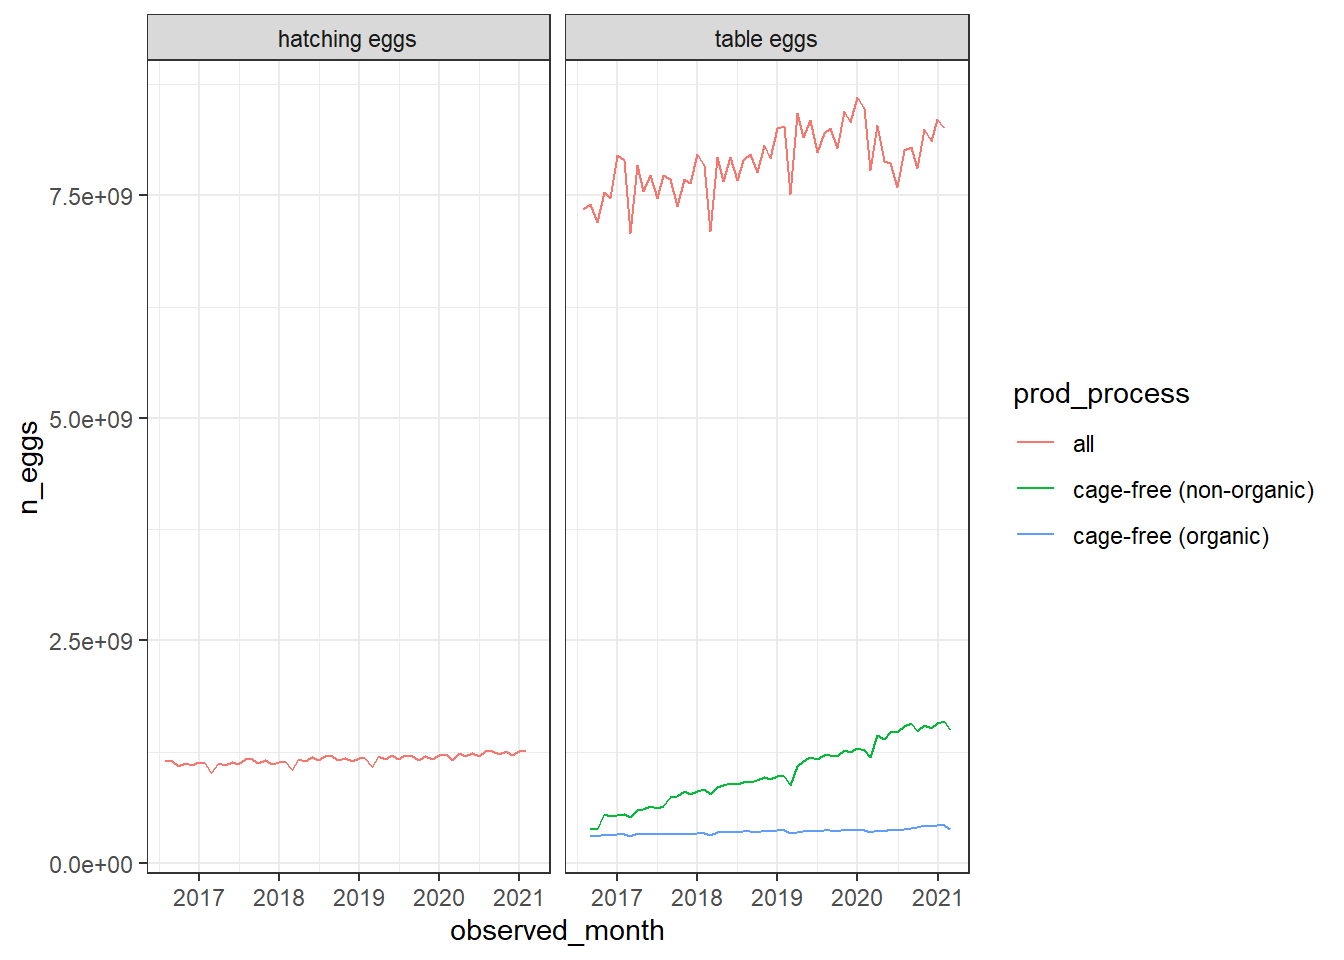 hatching eggs
table eggs
7.5e+09
5.0e+09
2.5e+09
0.0e+00
n_eggs
2017 2018 2019 2020 2021
2017 2018 2019 2020 2021
observed_month
prod_process
all
cage-free (non-organic)
cage-free (organic)